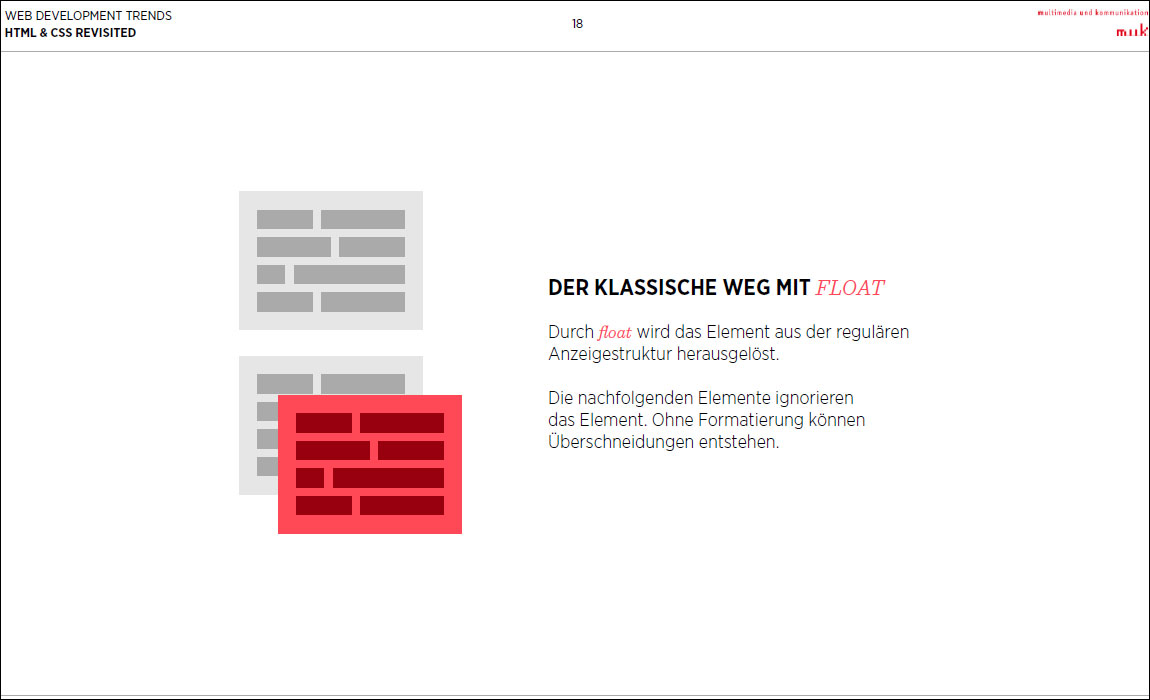 WEB DEVELOPMENT TRENDS
HTML & CSS REVISITED
18
multimedia und kommunikation
muk
DER KLASSISCHE WEG MIT FLOAT
Durch float wird das Element aus der regulären
Anzeigestruktur herausgelöst.
Die nachfolgenden Elemente ignorieren
das Element. Ohne Formatierung können
Überschneidungen entstehen.